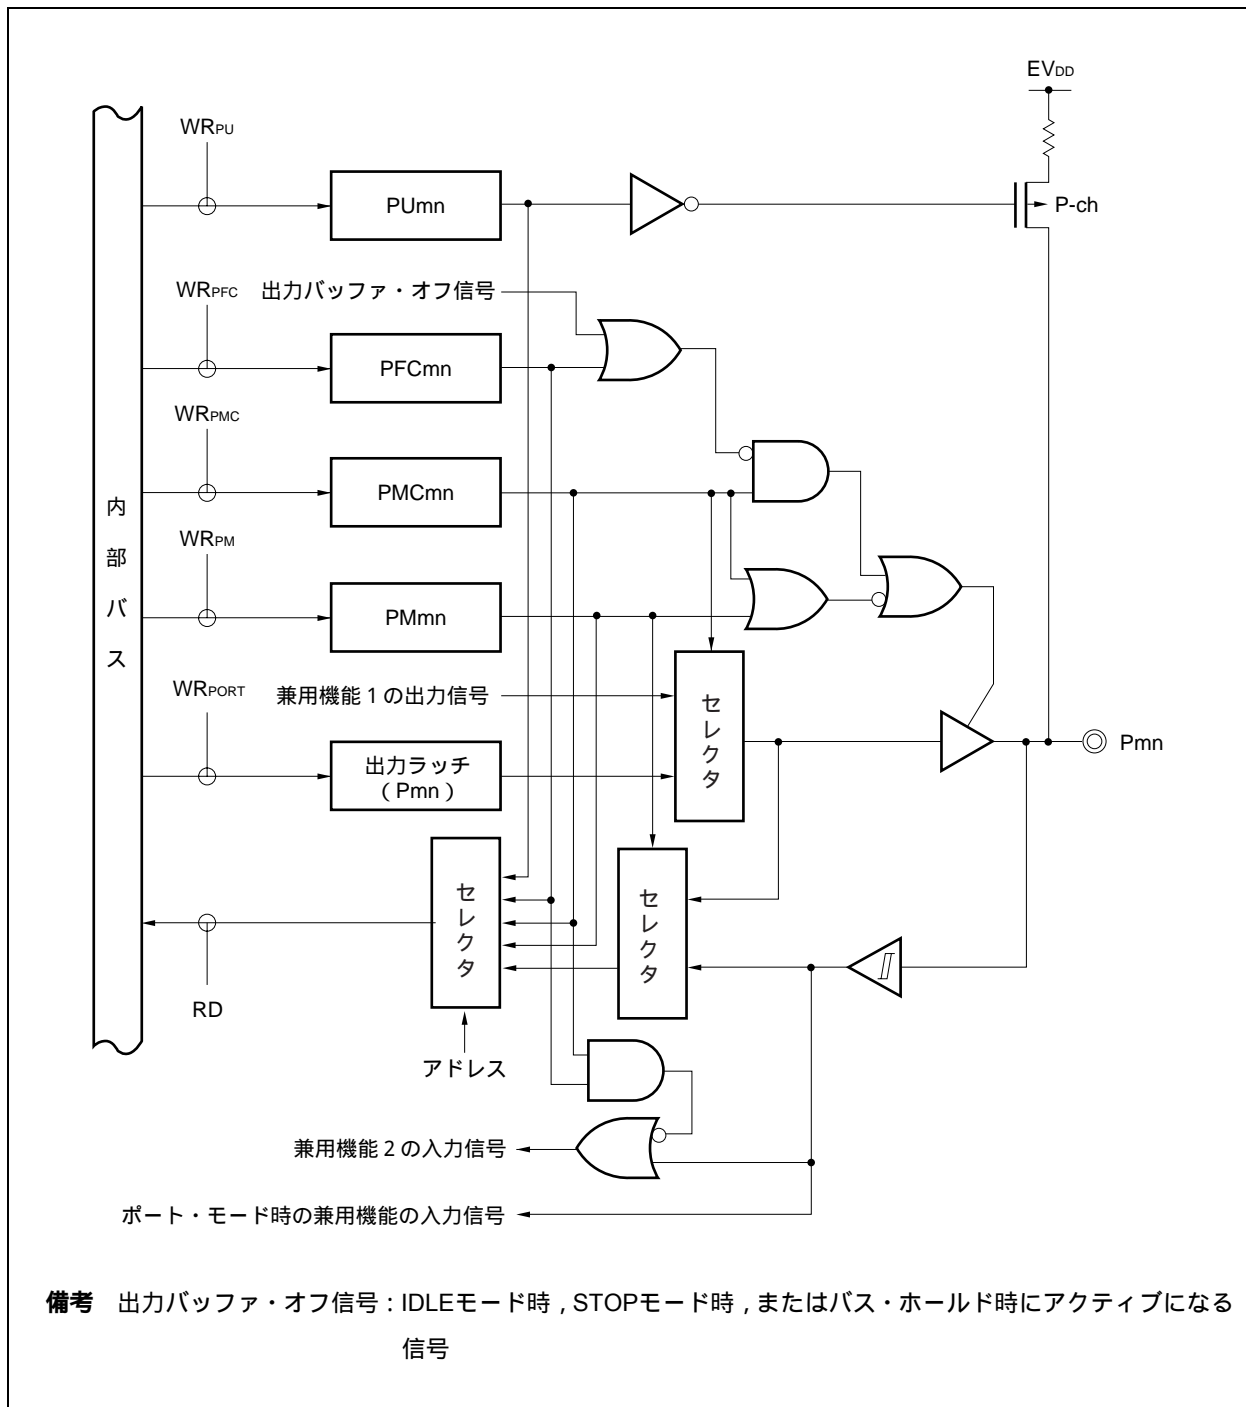 EVDD
WRPU
PUmn
P-ch
WRPFC
出力バッファ・オフ信号
PFCmn
WRPMC
PMCmn
内部バス
WRPM
PMmn
WRPORT
兼用機能1の出力信号
セレクタ
Pmn
出力ラッチ
（Pmn）
セレクタ
セレクタ
RD
アドレス
兼用機能2の入力信号
ポート・モード時の兼用機能の入力信号
備考 出力バッファ・オフ信号：IDLEモード時，STOPモード時，またはバス・ホールド時にアクティブになる
信号